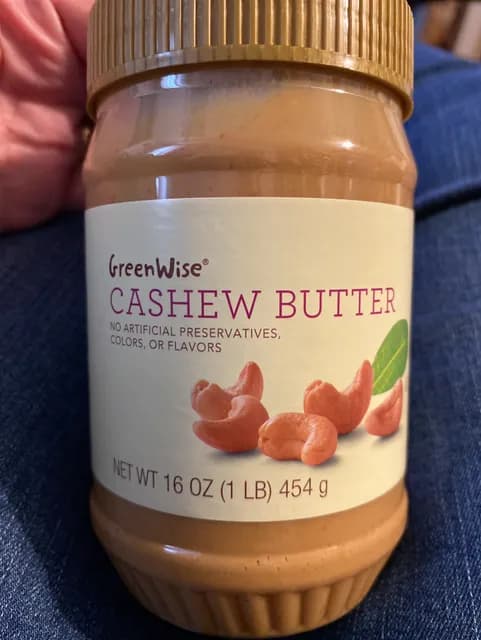 GreenWise®
CASHEW BUTTER
NO ARTIFICIAL PRESERVATIVES,
COLORS, OR FLAVORS
NET WT 16 OZ (1 LB) 454 g